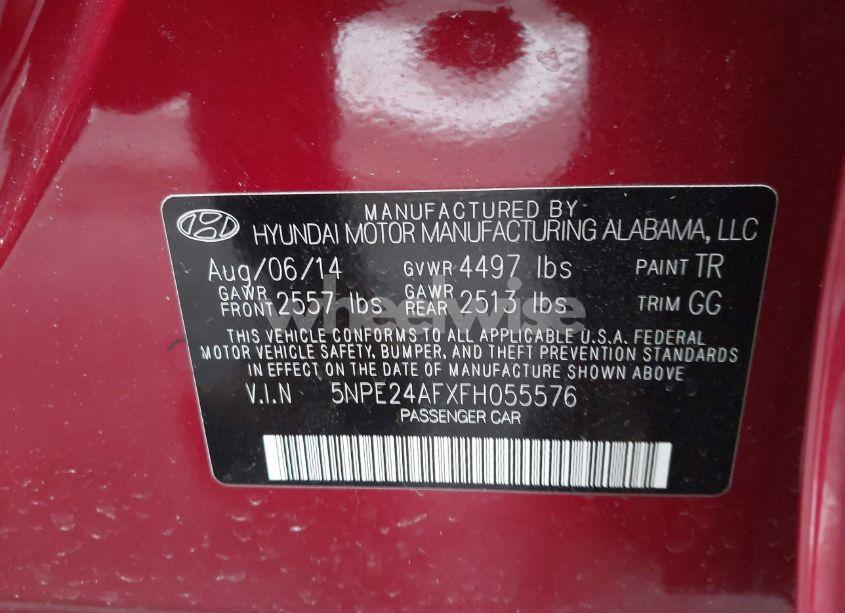 MANUFACTURED BY
HYUNDAI MOTOR MANUFACTURING ALABAMA, LLC
Aug/06/14 GVWR 4497 lbs PAINT TR
GAWR FRONT 2557 lbs GAWR REAR 2513 lbs TRIM GG
THIS VEHICLE CONFORMS TO ALL APPLICABLE U.S.A. FEDERAL
MOTOR VEHICLE SAFETY, BUMPER, AND THEFT PREVENTION STANDARDS
IN EFFECT ON THE DATE OF MANUFACTURE SHOWN ABOVE
V.I.N 5NPE24AFXFH055576
PASSENGER CAR
wheelwise